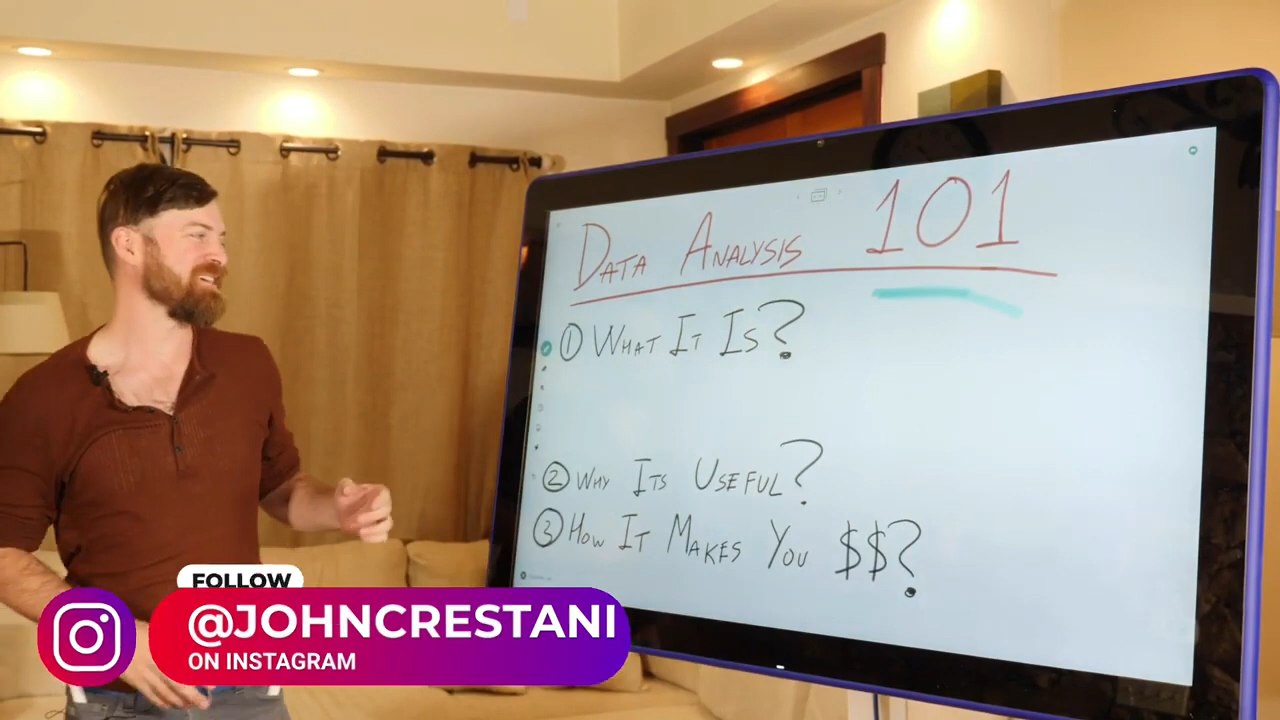 DATA ANALYSIS 101
① WHAT IT IS?
② WHY ITS USEFUL?
③ HOW IT MAKES YOU $$?
FOLLOW
@JOHNCRESTANI
ON INSTAGRAM